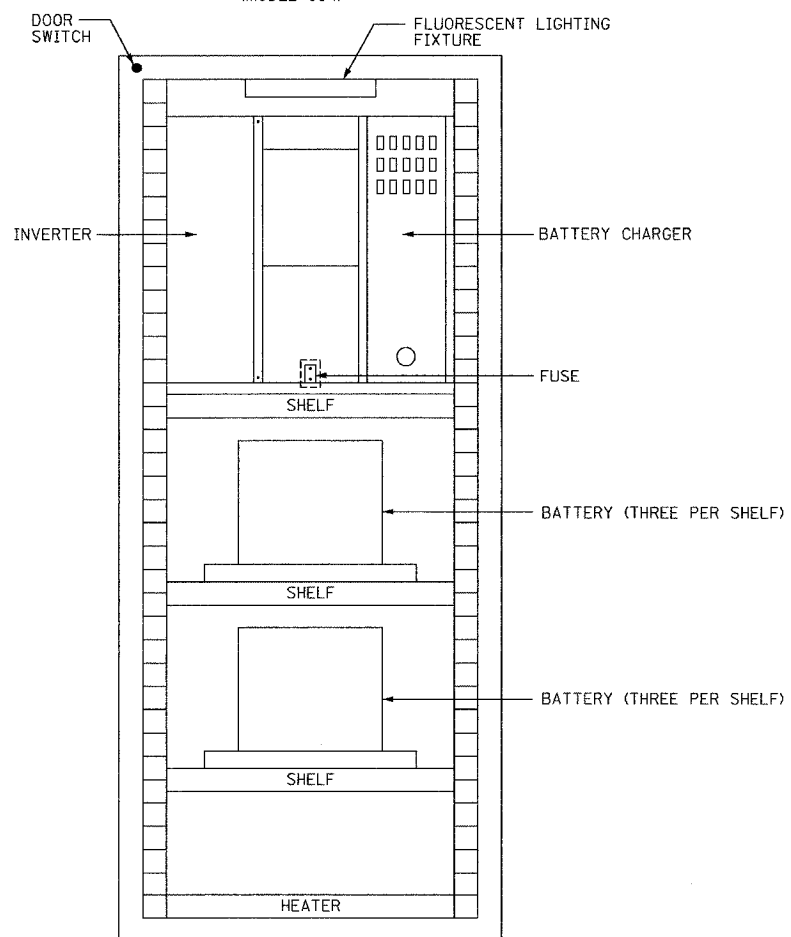 DOOR
SWITCH
FLUORESCENT LIGHTING
FIXTURE
INVERTER
BATTERY CHARGER
FUSE
SHELF
BATTERY (THREE PER SHELF)
SHELF
BATTERY (THREE PER SHELF)
SHELF
HEATER